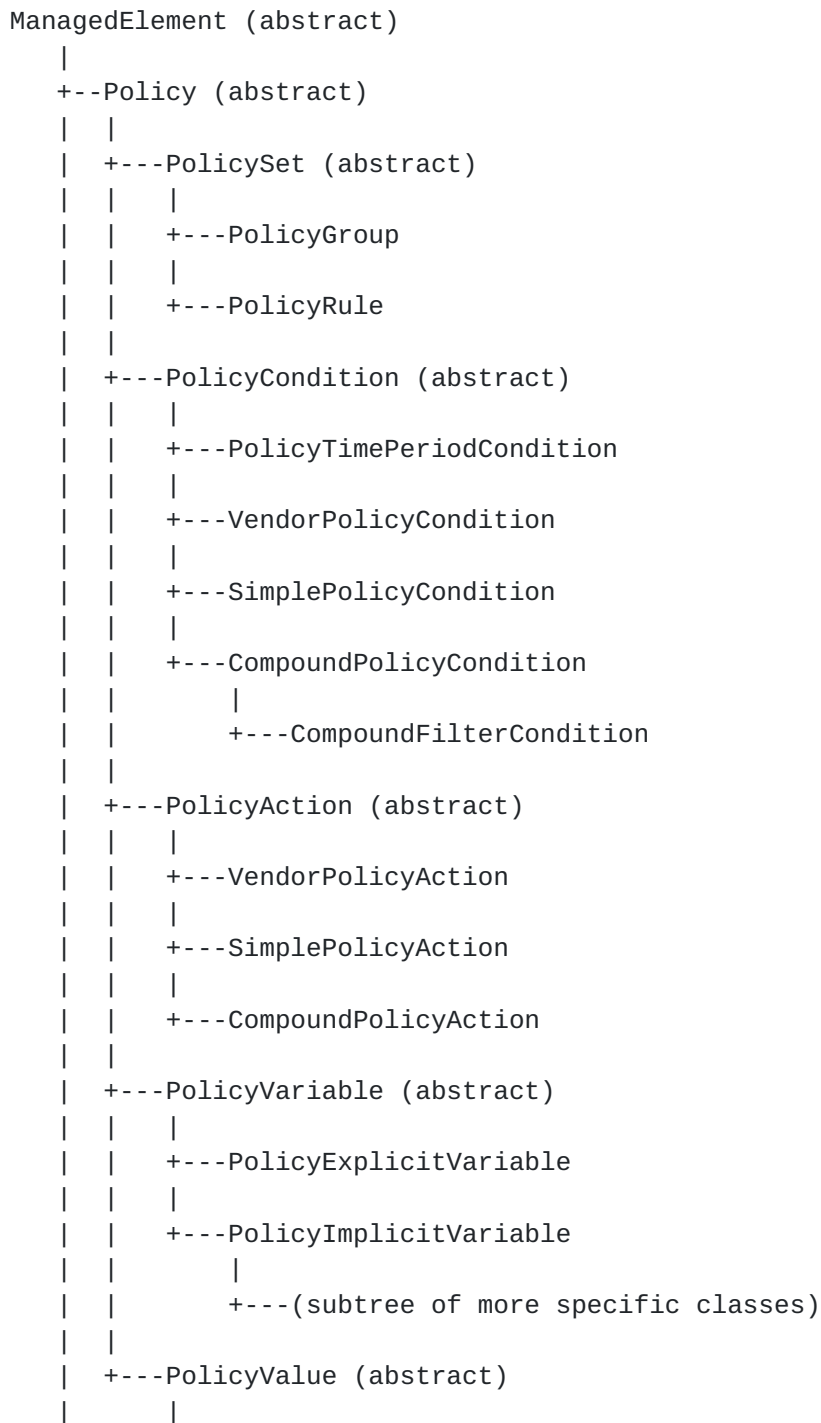 ManagedElement (abstract)
   |
   +--Policy (abstract)
   |  |
   |  +---PolicySet (abstract)
   |  |   |
   |  |   +---PolicyGroup
   |  |   |
   |  |   +---PolicyRule
   |  |
   |  +---PolicyCondition (abstract)
   |  |   |
   |  |   +---PolicyTimePeriodCondition
   |  |   |
   |  |   +---VendorPolicyCondition
   |  |   |
   |  |   +---SimplePolicyCondition
   |  |   |
   |  |   +---CompoundPolicyCondition
   |  |       |
   |  |       +---CompoundFilterCondition
   |  |
   |  +---PolicyAction (abstract)
   |  |   |
   |  |   +---VendorPolicyAction
   |  |   |
   |  |   +---SimplePolicyAction
   |  |   |
   |  |   +---CompoundPolicyAction
   |  |
   |  +---PolicyVariable (abstract)
   |  |   |
   |  |   +---PolicyExplicitVariable
   |  |   |
   |  |   +---PolicyImplicitVariable
   |  |       |
   |  |       +---(subtree of more specific classes)
   |  |
   |  +---PolicyValue (abstract)
   |      |